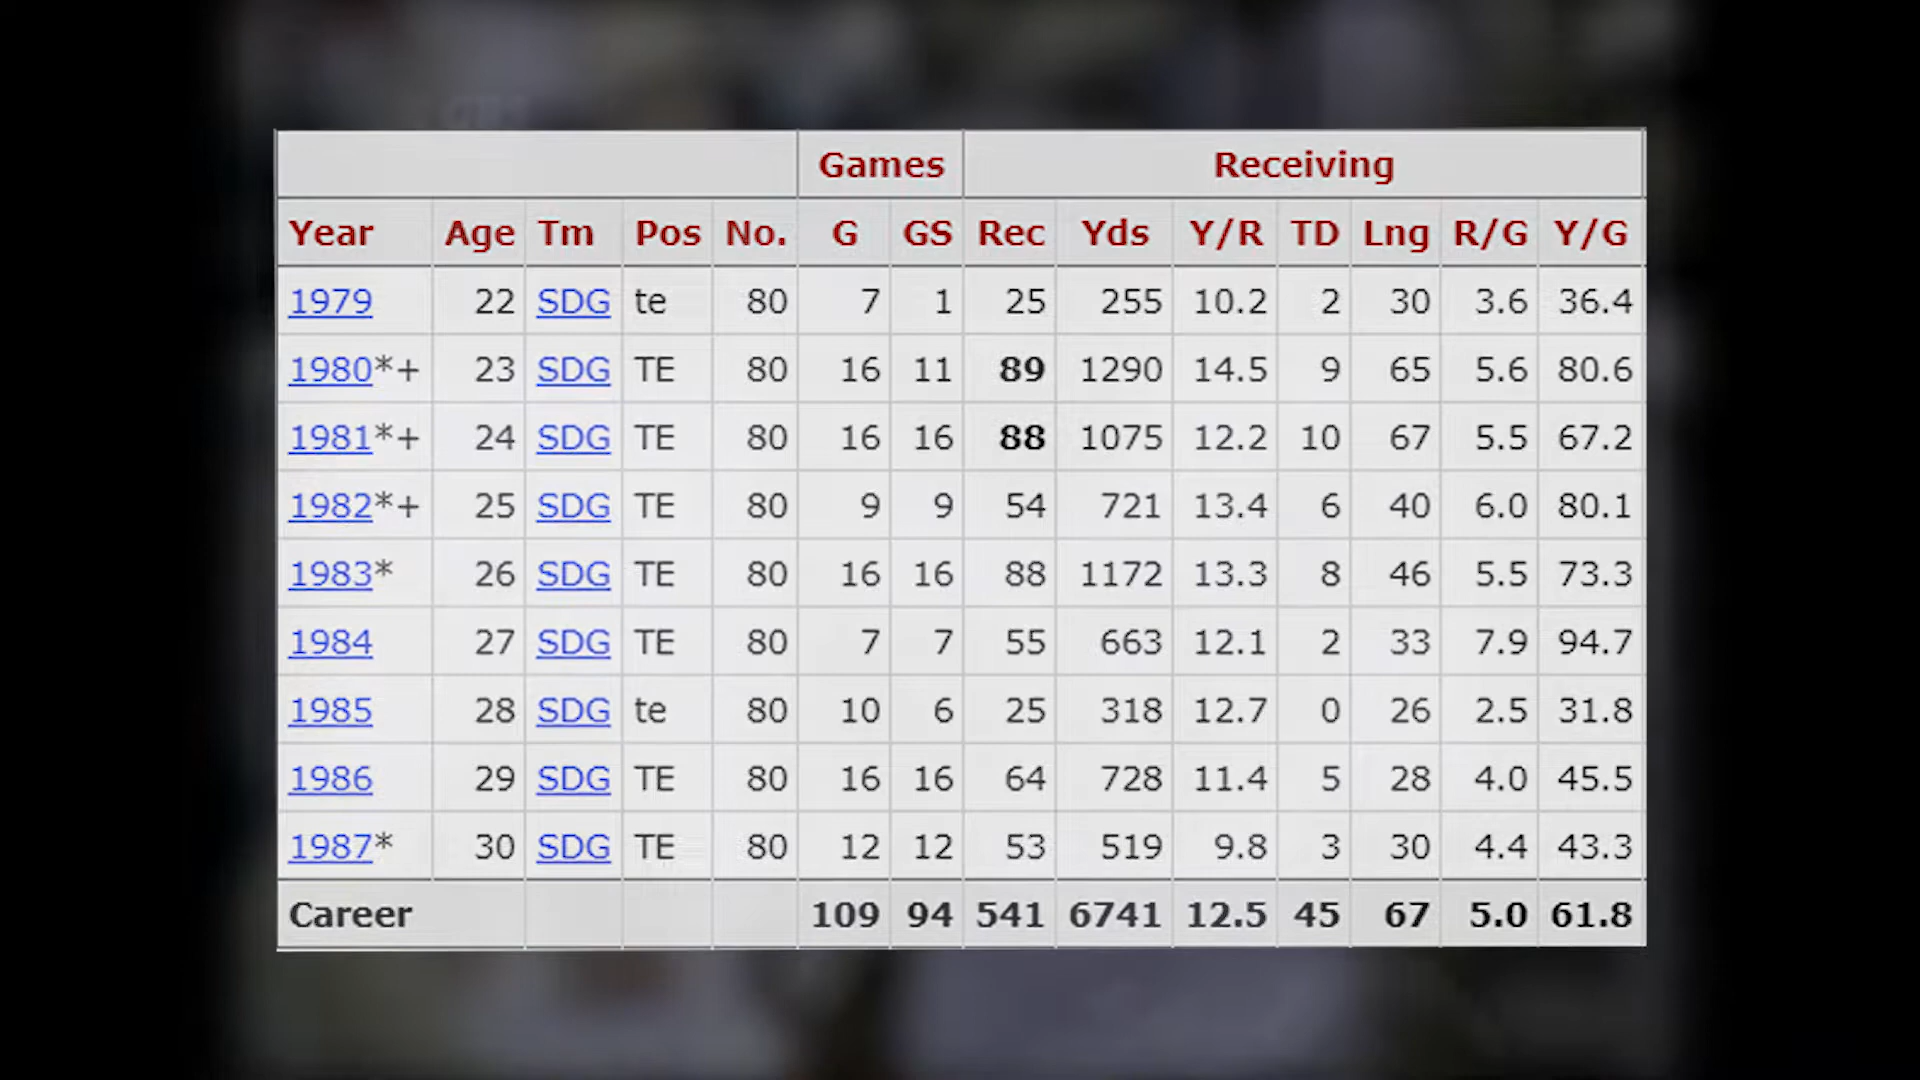 Games Receiving
Year Age Tm Pos No. G GS Rec Yds Y/R TD Lng R/G Y/G
1979 22 SDG te 80 7 1 25 255 10.2 2 30 3.6 36.4
1980*+ 23 SDG TE 80 16 11 89 1290 14.5 9 65 5.6 80.6
1981*+ 24 SDG TE 80 16 16 88 1075 12.2 10 67 5.5 67.2
1982*+ 25 SDG TE 80 9 9 54 721 13.4 6 40 6.0 80.1
1983* 26 SDG TE 80 16 16 88 1172 13.3 8 46 5.5 73.3
1984 27 SDG TE 80 7 7 55 663 12.1 2 33 7.9 94.7
1985 28 SDG te 80 10 6 25 318 12.7 0 26 2.5 31.8
1986 29 SDG TE 80 16 16 64 728 11.4 5 28 4.0 45.5
1987* 30 SDG TE 80 12 12 53 519 9.8 3 30 4.4 43.3
Career 109 94 541 6741 12.5 45 67 5.0 61.8